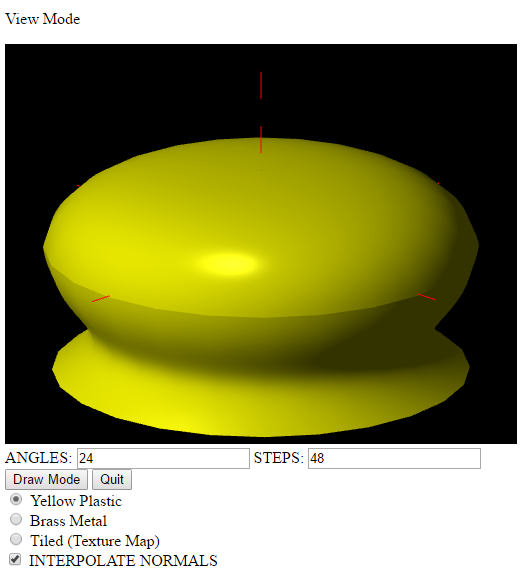 View Mode
ANGLES: 24 STEPS: 48
Draw Mode Quit
Yellow Plastic
Brass Metal
Tiled (Texture Map)
INTERPOLATE NORMALS